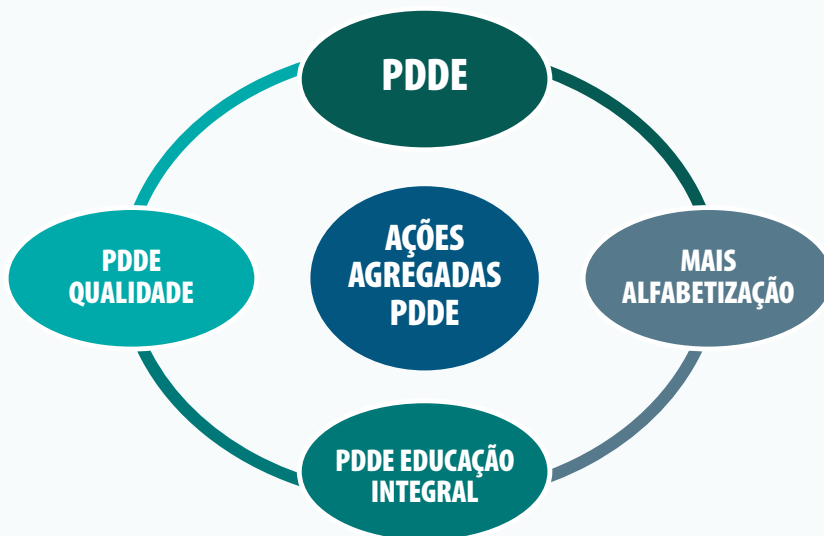 PDDE
PDDE
QUALIDADE
AÇÕES
AGREGADAS
PDDE
MAIS
ALFABETIZAÇÃO
PDDE EDUCAÇÃO
INTEGRAL